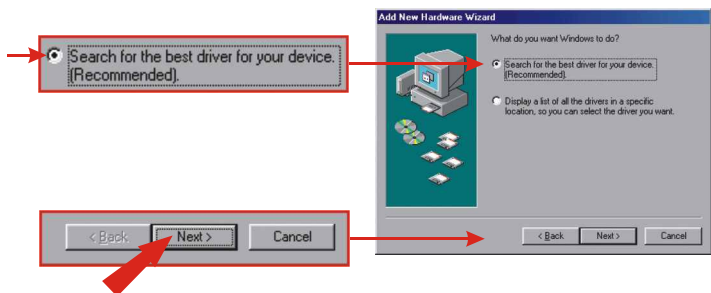 Add New Hardware Wizard
Search for the best driver for your device.
(Recommended).
What do you want Windows to do?
Search for the best driver for your device.
(Recommended).
Display a list of all the drivers in a specific
location, so you can select the driver you want.
< Back Next > Cancel
< Back Next > Cancel